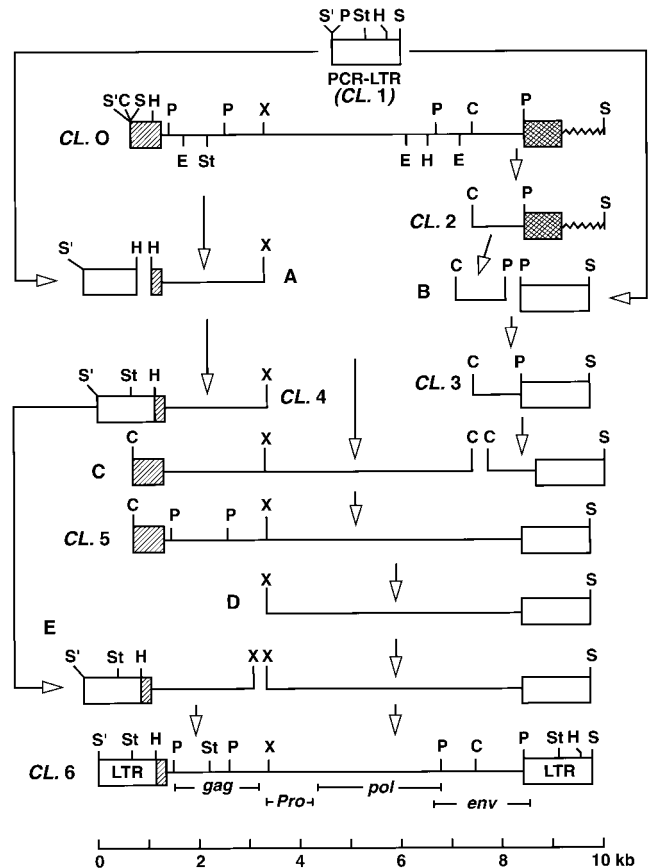 S' P St H S
PCR-LTR
(CL. 1)
S' C S H P P X P C P S
CL. O
E St E H E
C P S
CL. 2
S' H H X
A
C P P S
B
S' St H X
CL. 4
C P S
CL. 3
C X C C S
C
C P P X S
CL. 5
X S
D
E
S' St H X X S
S' St H P St P X P C P St H S
CL. 6
LTR LTR
gag Pro pol env
0 2 4 6 8 10 kb